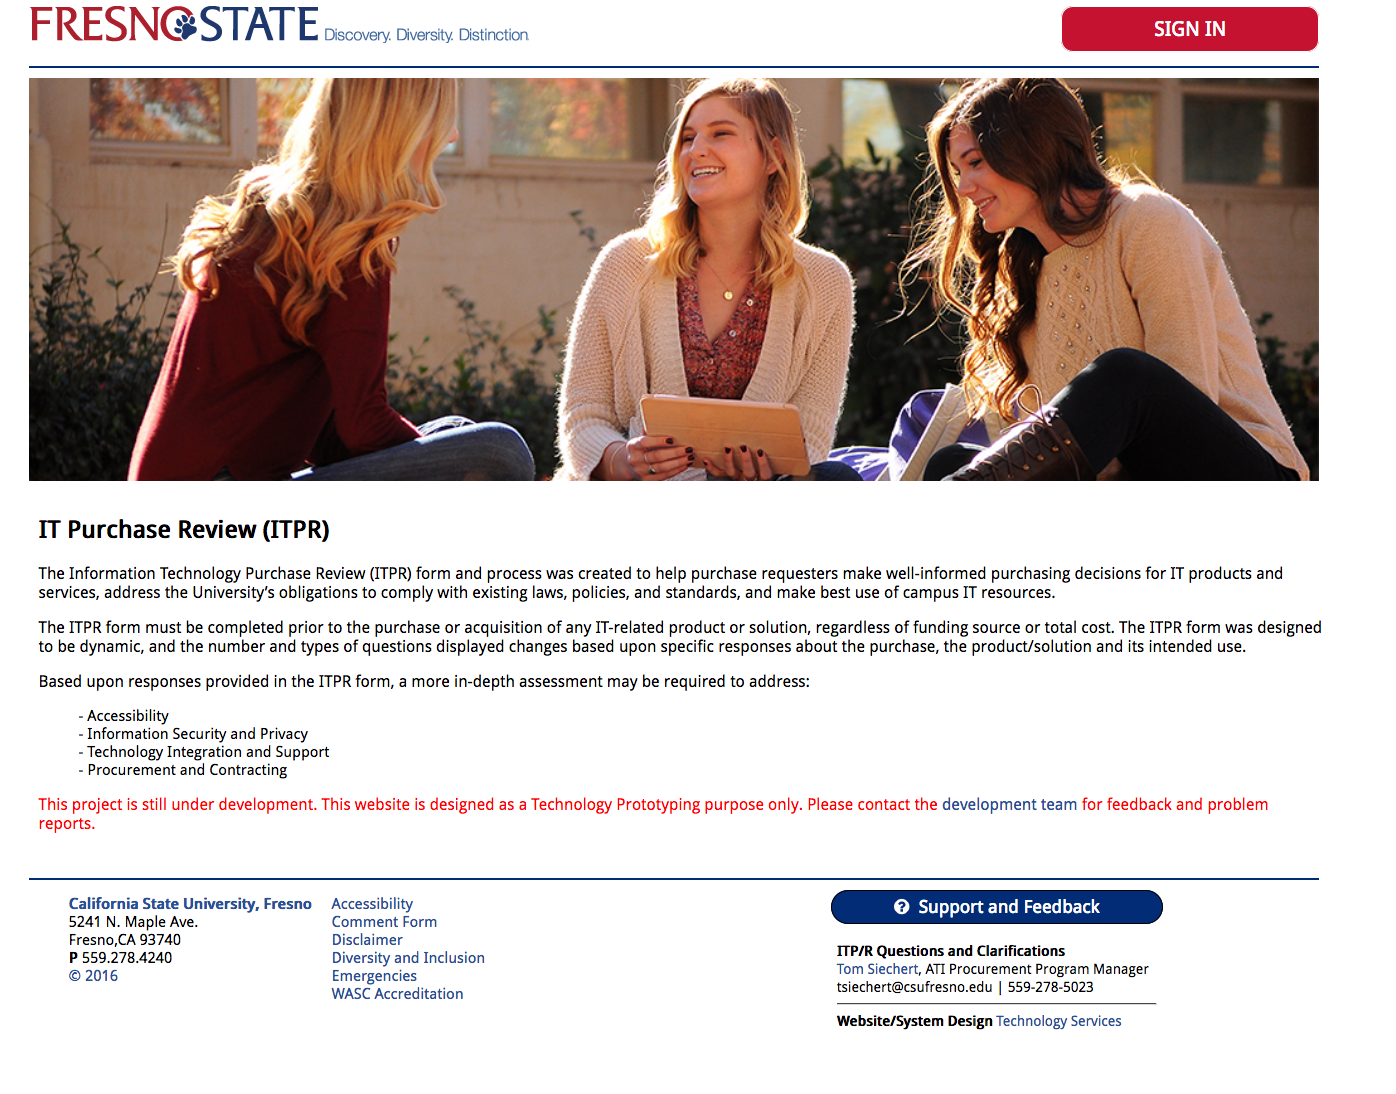 FRESNO STATE Discovery. Diversity. Distinction.
SIGN IN
IT Purchase Review (ITPR)
The Information Technology Purchase Review (ITPR) form and process was created to help purchase requesters make well-informed purchasing decisions for IT products and
services, address the University’s obligations to comply with existing laws, policies, and standards, and make best use of campus IT resources.
The ITPR form must be completed prior to the purchase or acquisition of any IT-related product or solution, regardless of funding source or total cost. The ITPR form was designed
to be dynamic, and the number and types of questions displayed changes based upon specific responses about the purchase, the product/solution and its intended use.
Based upon responses provided in the ITPR form, a more in-depth assessment may be required to address:
- Accessibility
- Information Security and Privacy
- Technology Integration and Support
- Procurement and Contracting
This project is still under development. This website is designed as a Technology Prototyping purpose only. Please contact the development team for feedback and problem
reports.
California State University, Fresno
5241 N. Maple Ave.
Fresno,CA 93740
P 559.278.4240
© 2016
Accessibility
Comment Form
Disclaimer
Diversity and Inclusion
Emergencies
WASC Accreditation
Support and Feedback
ITP/R Questions and Clarifications
Tom Siechert, ATI Procurement Program Manager
tsiechert@csufresno.edu | 559-278-5023
Website/System Design Technology Services